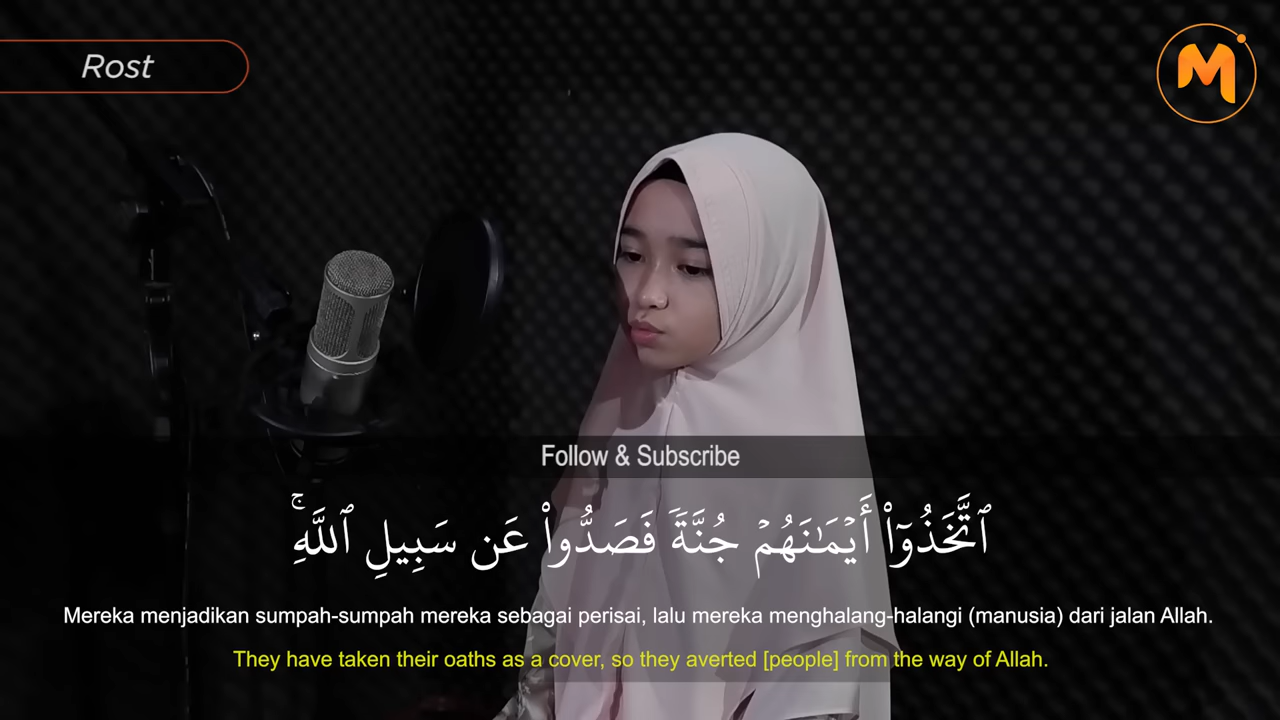 Rost
M
Follow & Subscribe
ٱتَّخَذُوٓاْ أَيْمَـٰنَهُمْ جُنَّةً فَصَدُّواْ عَن سَبِيلِ ٱللَّهِۚ
Mereka menjadikan sumpah-sumpah mereka sebagai perisai, lalu mereka menghalang-halangi (manusia) dari jalan Allah.
They have taken their oaths as a cover, so they averted [people] from the way of Allah.